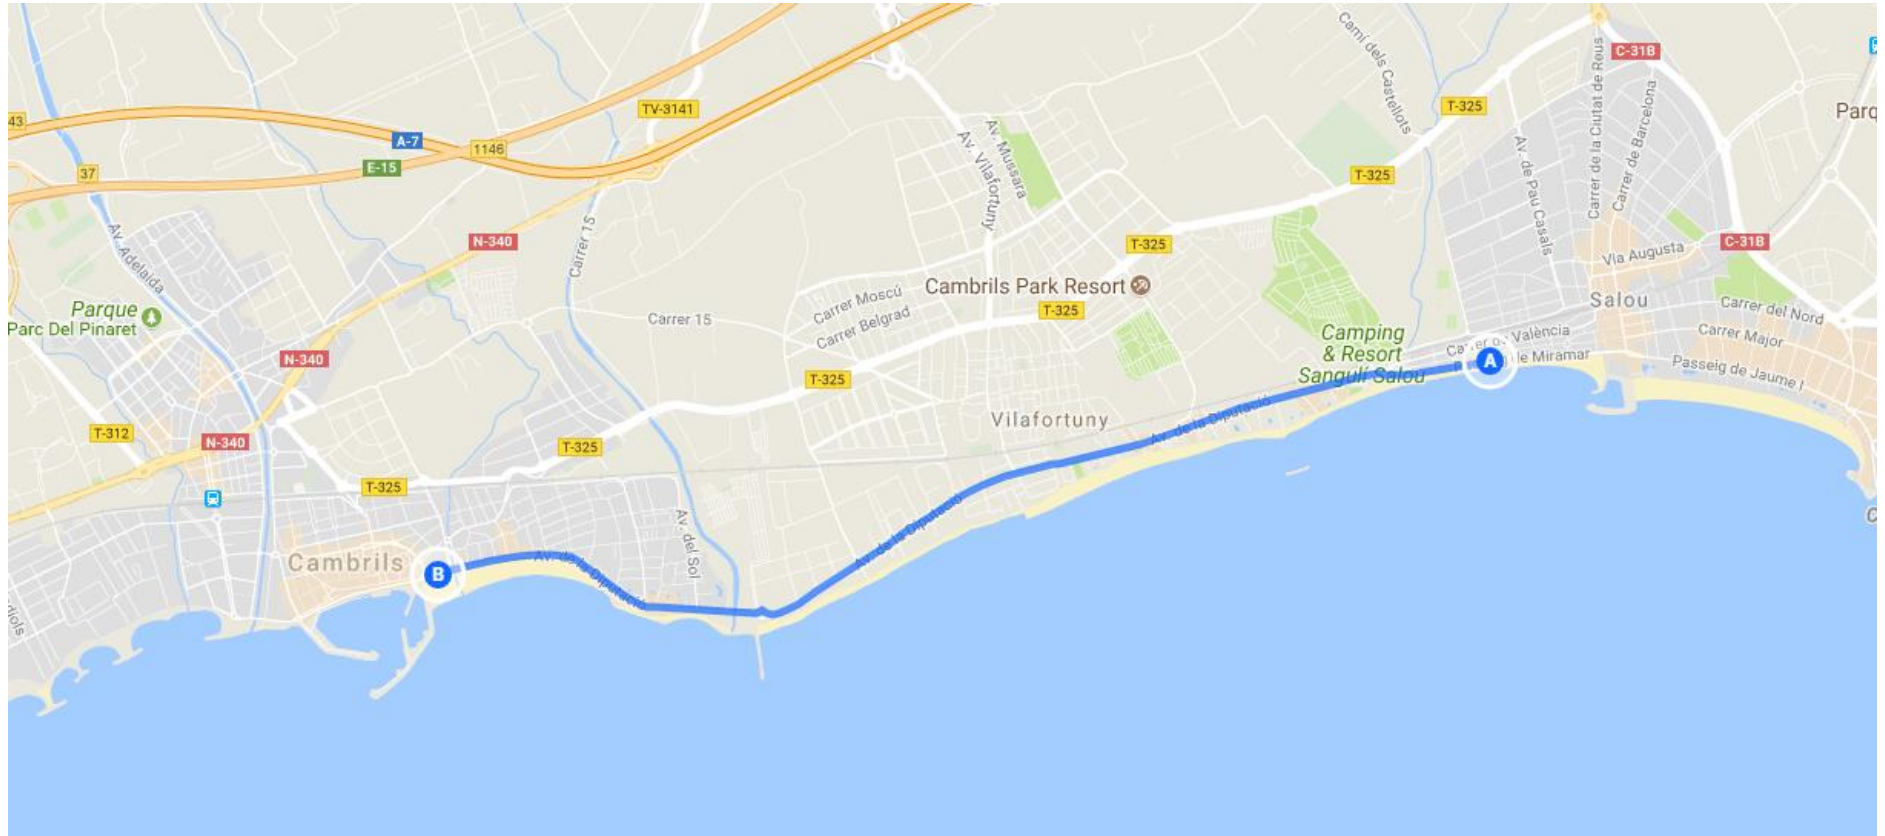 C-31B
Camí dels Castellots
Carrer de la Ciutat de Reus
Carrer de Barcelona
T-325
TV-3141
Parq
43
A-7
1146
E-15
37
Av. Mussara
Av. Vilafortuny
T-325
Av. de Pau Casals
Av. Adelaida
Carrer 15
N-340
T-325
C-31B
Via Augusta
Cambrils Park Resort
Carrer Moscú
Carrer Belgrad
T-325
Salou
Carrer del Nord
Parque
Parc Del Pinaret
Carrer 15
Camping
& Resort
Sangulí Salou
Carrer Major
N-340
A
de Miramar
Passeig de Jaume I
T-325
Vilafortuny
Av. de la Diputació
T-312
N-340
T-325
T-325
Av. de la Diputació
Av. del Sol
C
Cambrils
B
Av. de la Diputació
diols